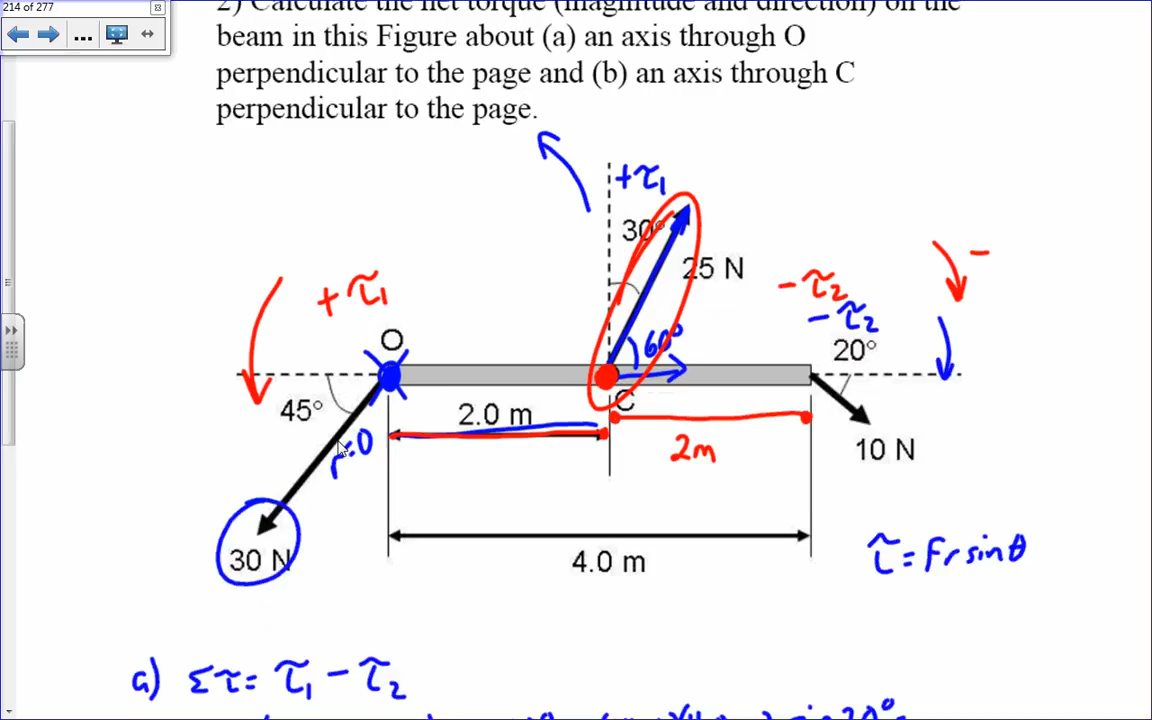 214 of 277
2) Calculate the net torque (magnitude and direction) on the
beam in this Figure about (a) an axis through O
perpendicular to the page and (b) an axis through C
perpendicular to the page.
+τ1
30°
25 N
-
+τ1
-τ2
-τ2
O
60°
20°
45°
2.0 m
C
r=0
2m
10 N
30 N
4.0 m
τ = Fr sinθ
a) Στ = τ1 - τ2